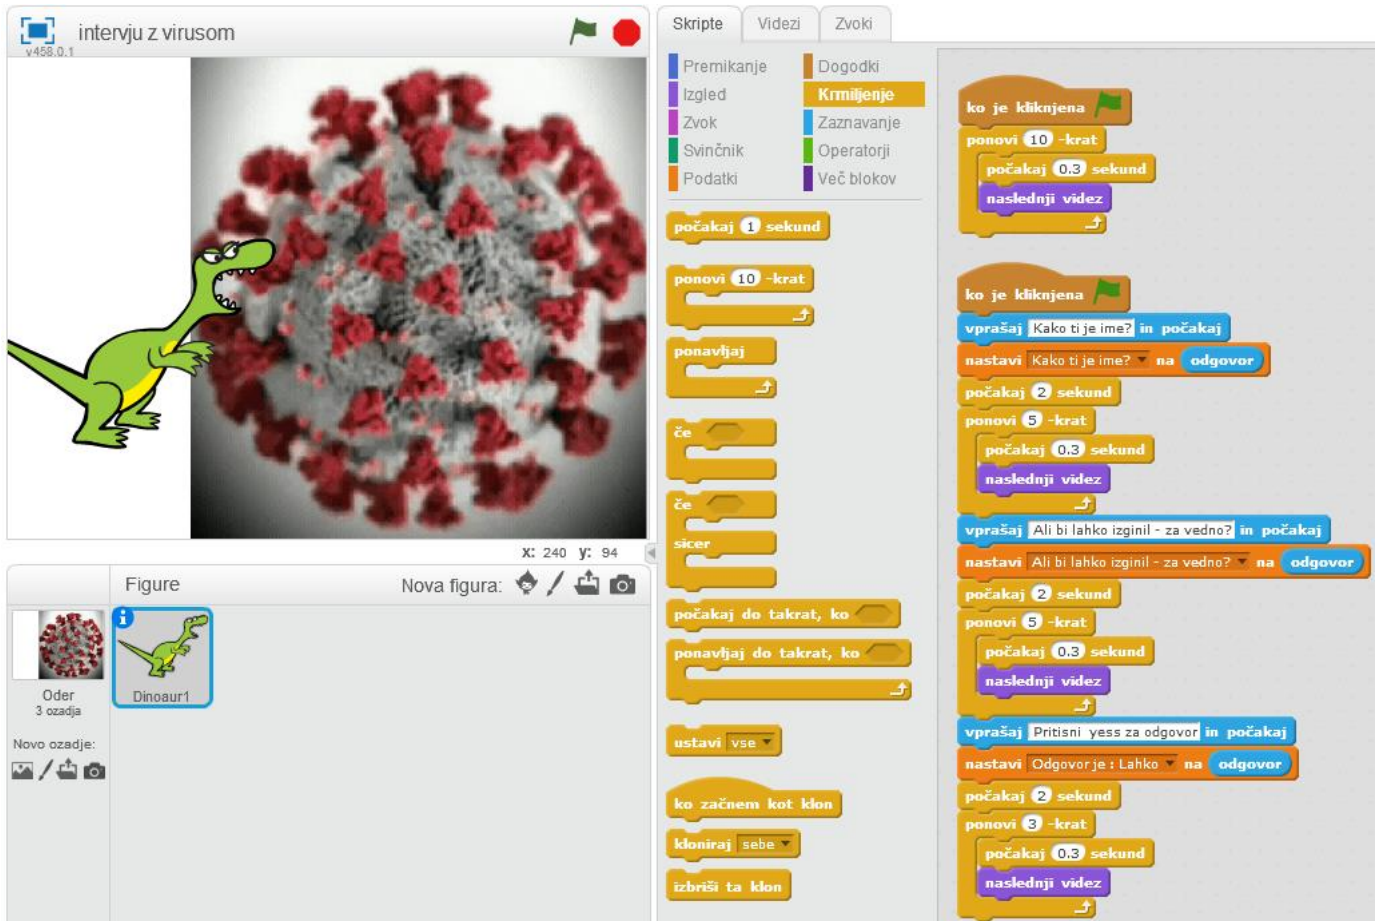 intervju z virusom
v458.0.1
x: 240 y: 94
Figure
Nova figura:
Oder
3 ozadja
Novo ozadje:
Dinoaur1
Skripte
Videzi
Zvoki
Premikanje
Izgled
Zvok
Svinčnik
Podatki
Dogodki
Krmiljenje
Zaznavanje
Operatorji
Več blokov
počakaj 1 sekund
ponovi 10 -krat
ponavljaj
če
če
sicer
počakaj do takrat, ko
ponavljaj do takrat, ko
ustavi vse
ko začnem kot klon
kloniraj sebe
izbriši ta klon
ko je kliknjena
ponovi 10 -krat
počakaj 0.3 sekund
naslednji videz
ko je kliknjena
vprašaj Kako ti je ime? in počakaj
nastavi Kako ti je ime? na odgovor
počakaj 2 sekund
ponovi 5 -krat
počakaj 0.3 sekund
naslednji videz
vprašaj Ali bi lahko izginil - za vedno? in počakaj
nastavi Ali bi lahko izginil - za vedno? na odgovor
počakaj 2 sekund
ponovi 5 -krat
počakaj 0.3 sekund
naslednji videz
vprašaj Pritisni yess za odgovor in počakaj
nastavi Odgovor je : Lahko na odgovor
počakaj 2 sekund
ponovi 3 -krat
počakaj 0.3 sekund
naslednji videz